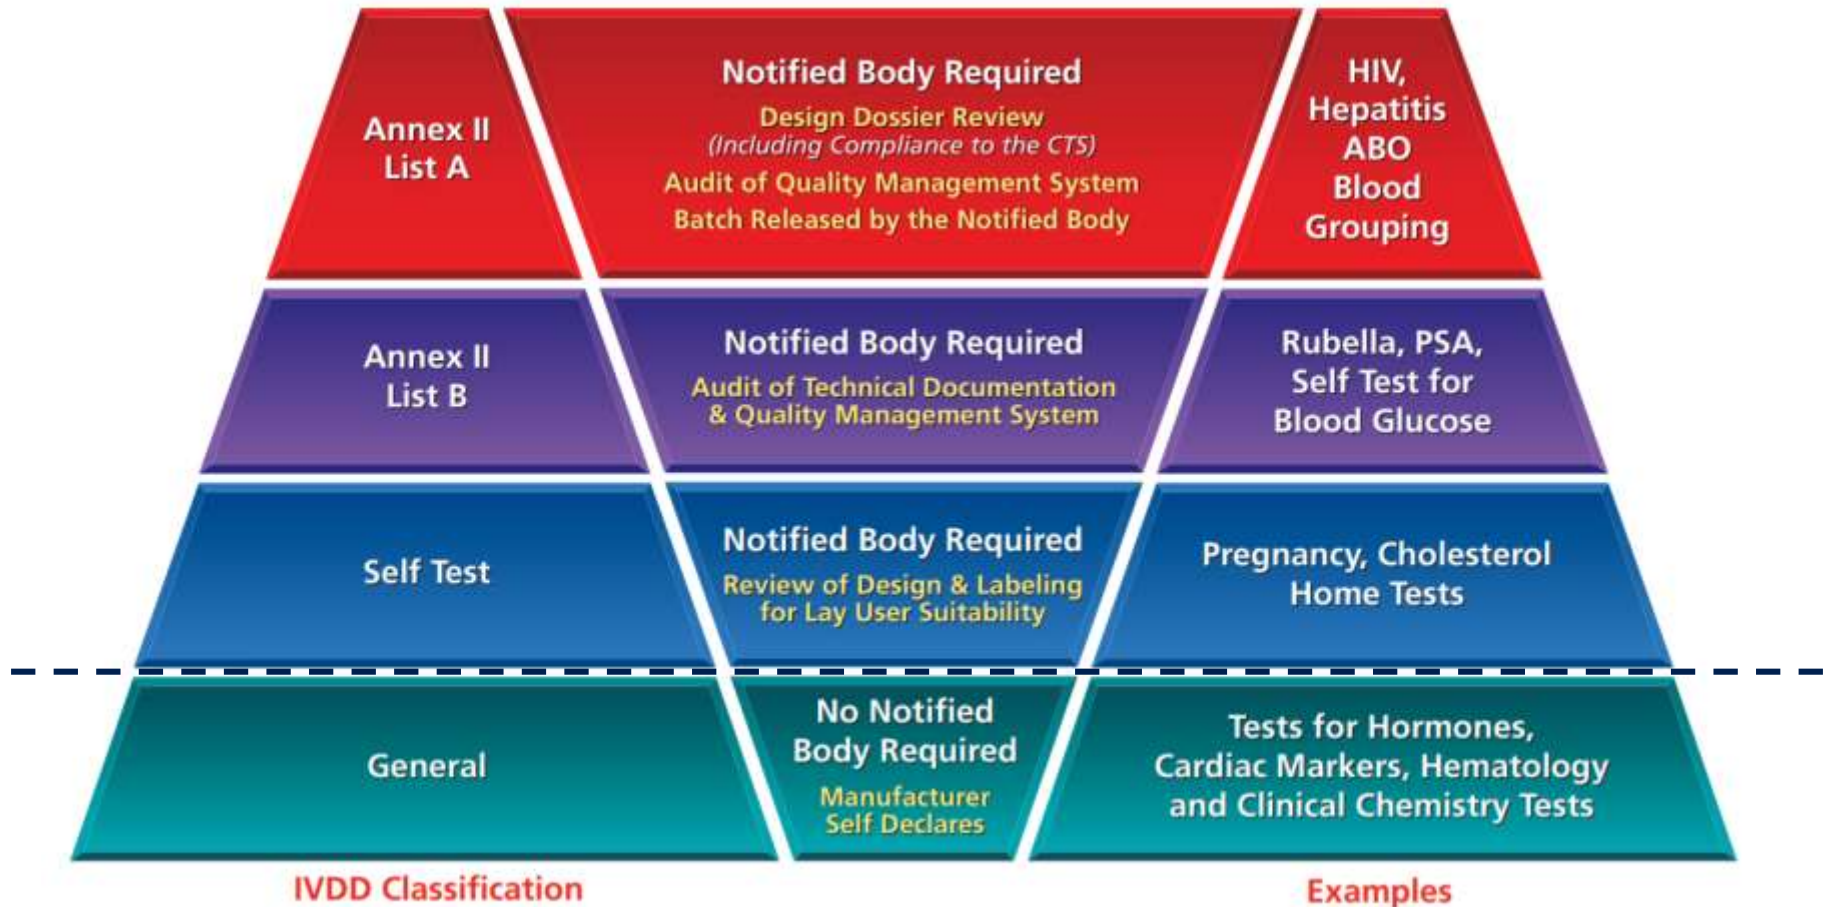 Annex II
List A
Notified Body Required
Design Dossier Review
(Including Compliance to the CTS)
Audit of Quality Management System
Batch Released by the Notified Body
HIV,
Hepatitis
ABO
Blood
Grouping
Annex II
List B
Notified Body Required
Audit of Technical Documentation
& Quality Management System
Rubella, PSA,
Self Test for
Blood Glucose
Self Test
Notified Body Required
Review of Design & Labeling
for Lay User Suitability
Pregnancy, Cholesterol
Home Tests
General
No Notified
Body Required
Manufacturer
Self Declares
Tests for Hormones,
Cardiac Markers, Hematology
and Clinical Chemistry Tests
IVDD Classification
Examples